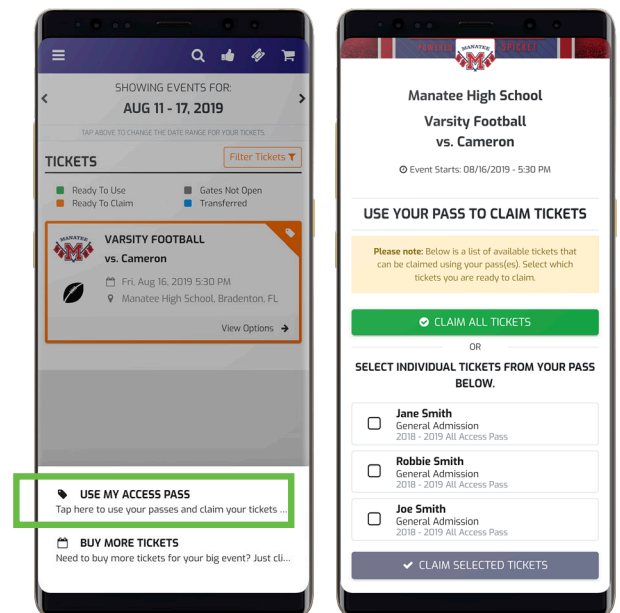 SHOWING EVENTS FOR:
AUG 11 - 17, 2019
TAP ABOVE TO CHANGE THE DATE RANGE FOR YOUR TICKETS.
TICKETS
Filter Tickets
Ready To Use
Gates Not Open
Ready To Claim
Transferred
MANATEE
VARSITY FOOTBALL
vs. Cameron
Fri, Aug 16, 2019 5:30 PM
Manatee High School, Bradenton, FL
View Options →
USE MY ACCESS PASS
Tap here to use your passes and claim your tickets ...
BUY MORE TICKETS
Need to buy more tickets for your big event? Just cli...
POWERED
MANATEE
SPICKET
Manatee High School
Varsity Football
vs. Cameron
Event Starts: 08/16/2019 - 5:30 PM
USE YOUR PASS TO CLAIM TICKETS
Please note: Below is a list of available tickets that
can be claimed using your pass(es). Select which
tickets you are ready to claim.
CLAIM ALL TICKETS
OR
SELECT INDIVIDUAL TICKETS FROM YOUR PASS
BELOW.
Jane Smith
General Admission
2018 - 2019 All Access Pass
Robbie Smith
General Admission
2018 - 2019 All Access Pass
Joe Smith
General Admission
2018 - 2019 All Access Pass
CLAIM SELECTED TICKETS